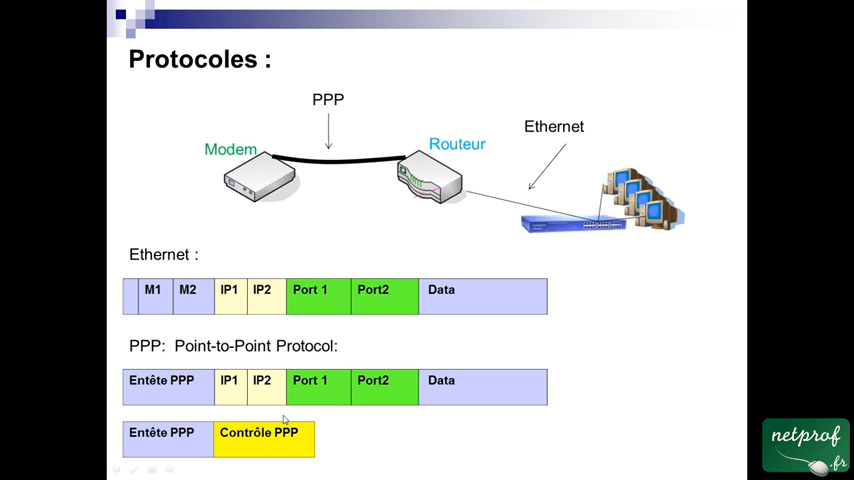 Protocoles :
PPP
Ethernet
Modem
Routeur
Ethernet :
M1 M2 IP1 IP2 Port 1 Port2 Data
PPP: Point-to-Point Protocol:
Entête PPP IP1 IP2 Port 1 Port2 Data
Entête PPP Contrôle PPP
netprof
.fr